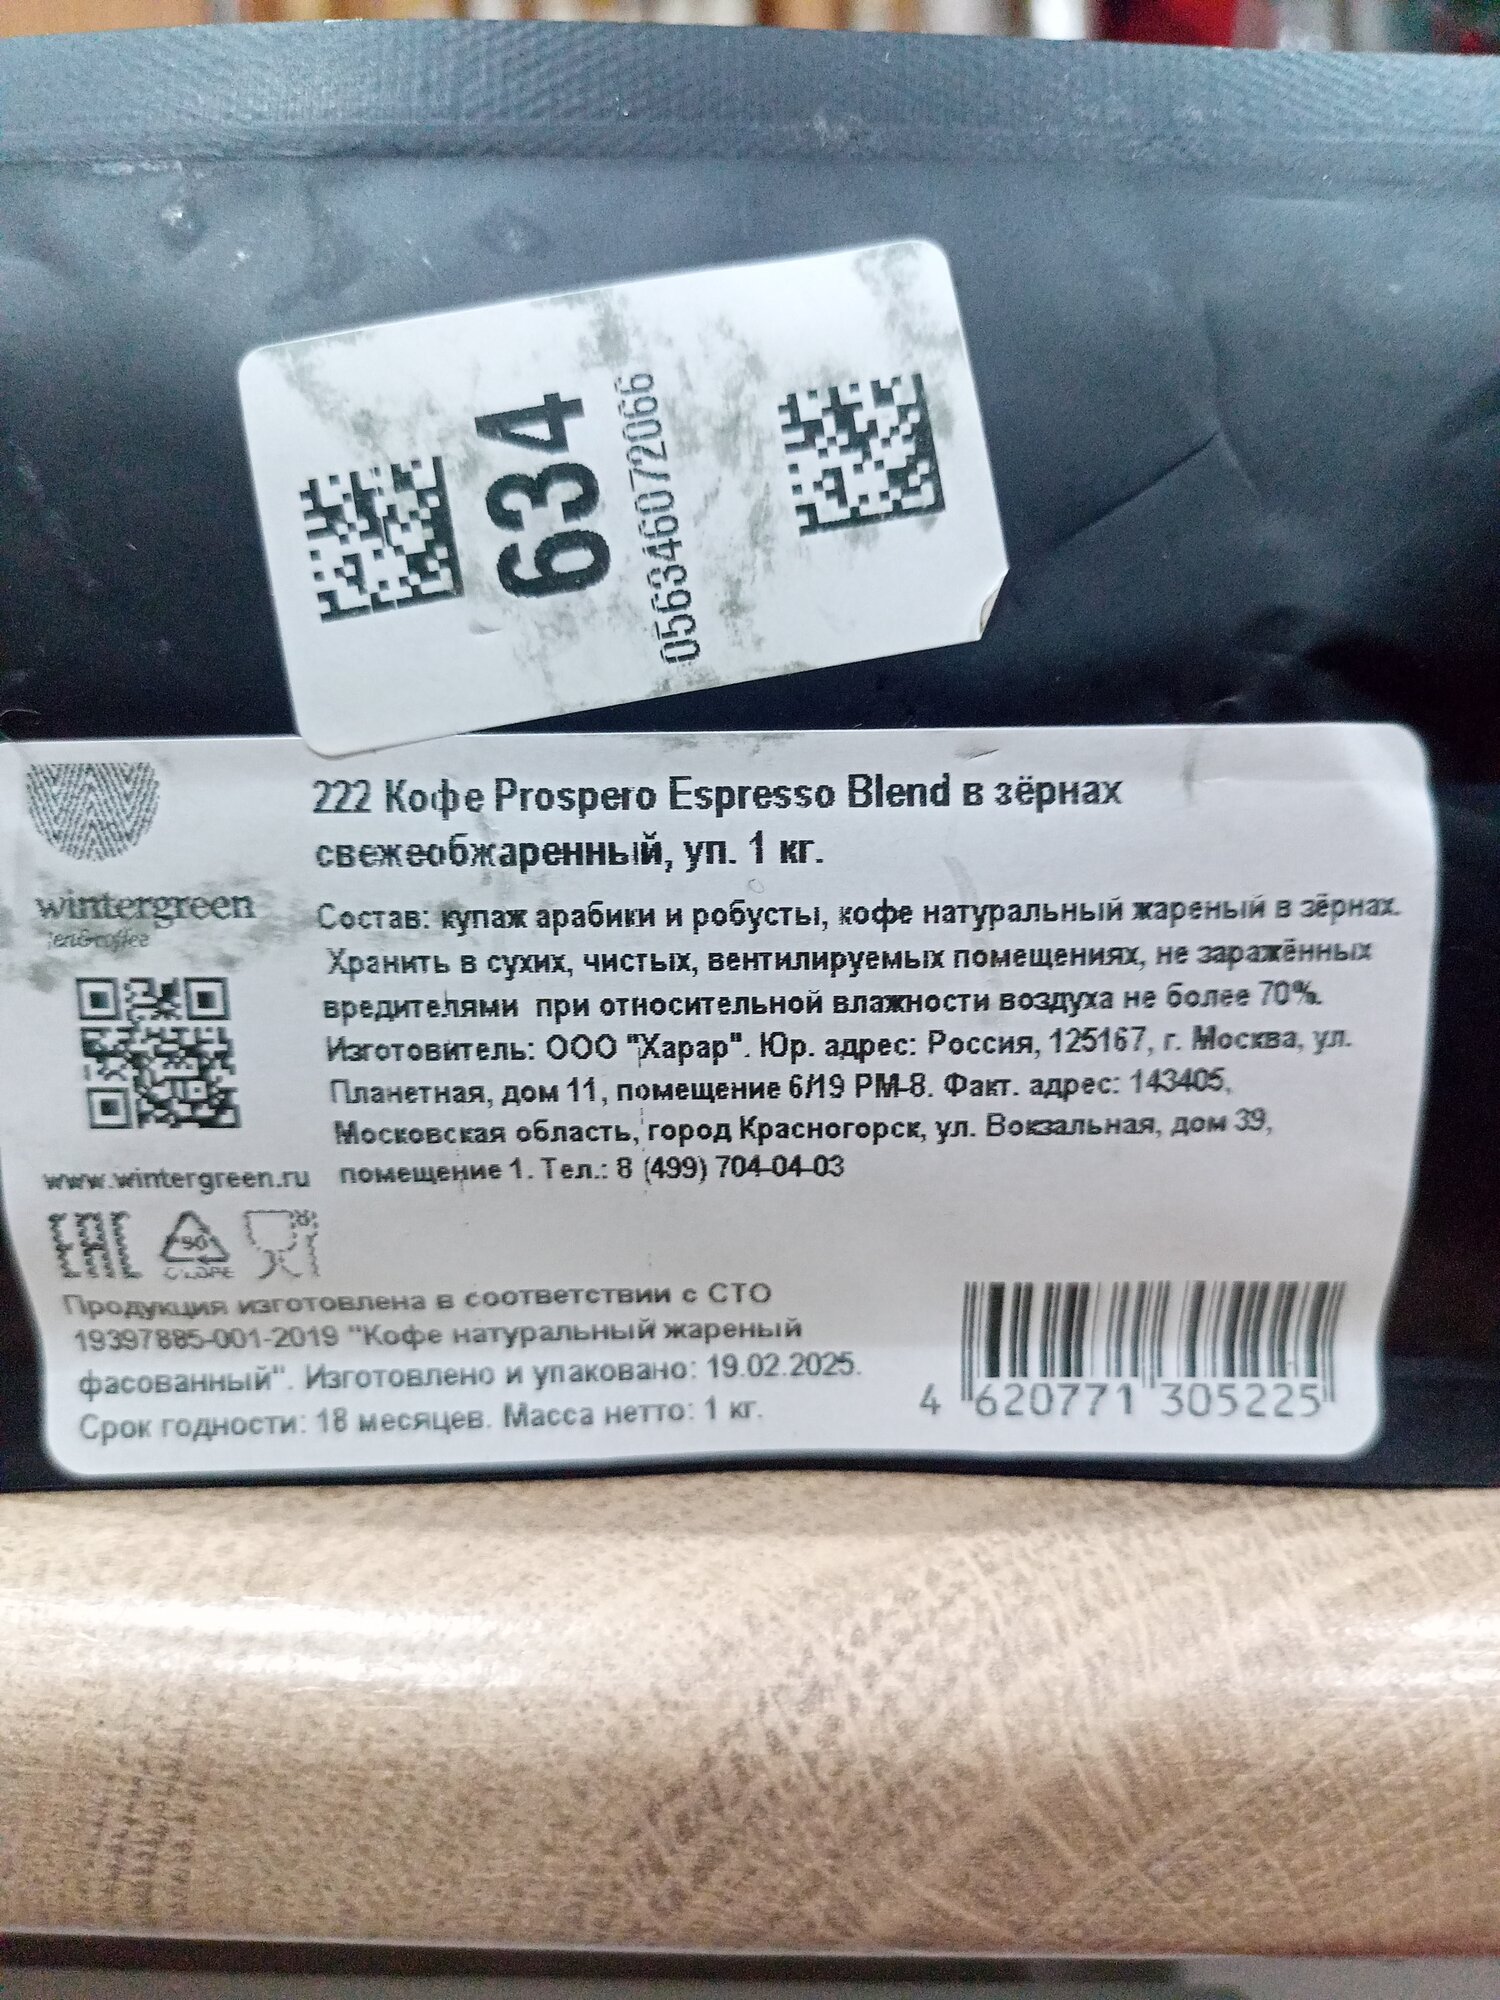 634
056346072066
222 Кофе Prospero Espresso Blend в зёрнах
свежеобжаренный, уп. 1 кг.
wintergreen
tea&coffee
www.wintergreen.ru
Состав: купаж арабики и робусты, кофе натуральный жареный в зёрнах.
Хранить в сухих, чистых, вентилируемых помещениях, не заражённых
вредителями при относительной влажности воздуха не более 70%.
Изготовитель: ООО "Харар". Юр. адрес: Россия, 125167, г. Москва, ул.
Планетная, дом 11, помещение 6/19 РМ-8. Факт. адрес: 143405,
Московская область, город Красногорск, ул. Вокзальная, дом 39,
помещение 1. Тел.: 8 (499) 704-04-03
EAC
90
C/LDPE
Продукция изготовлена в соответствии с СТО
19397885-001-2019 "Кофе натуральный жареный
фасованный". Изготовлено и упаковано: 19.02.2025.
Срок годности: 18 месяцев. Масса нетто: 1 кг.
4 620771 305225